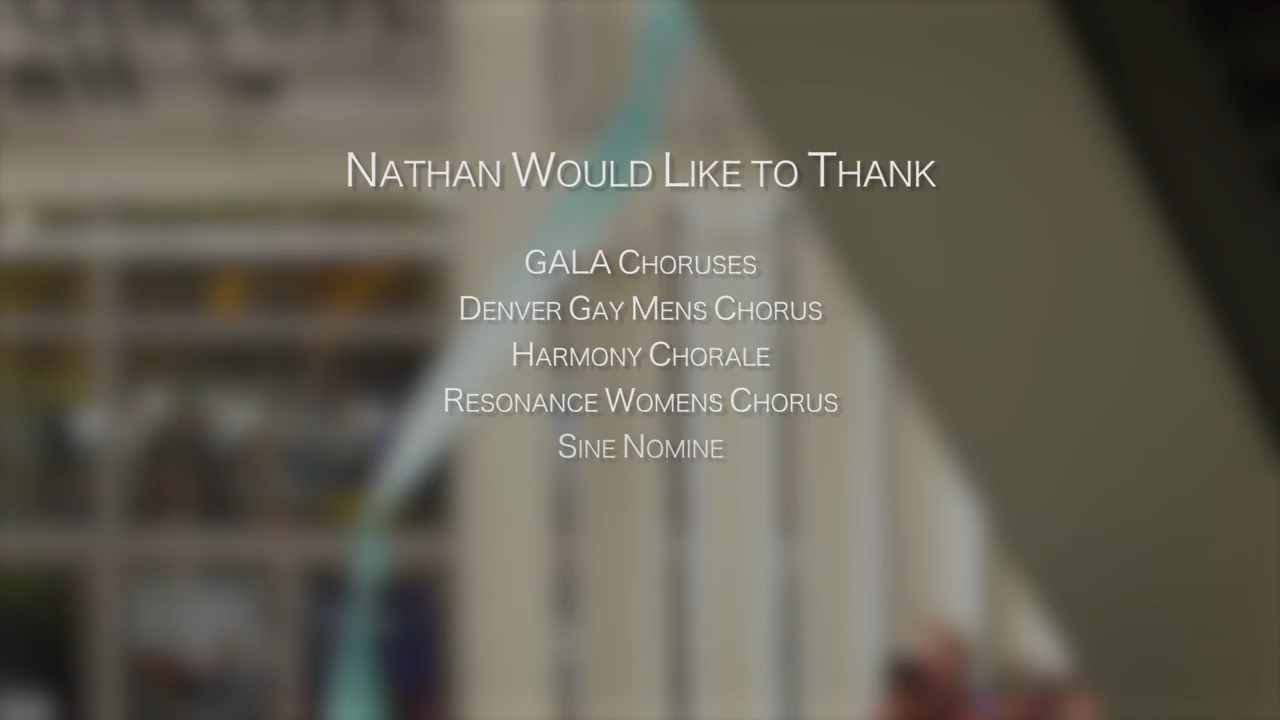 Nathan Would Like to Thank
GALA Choruses
Denver Gay Mens Chorus
Harmony Chorale
Resonance Womens Chorus
Sine Nomine